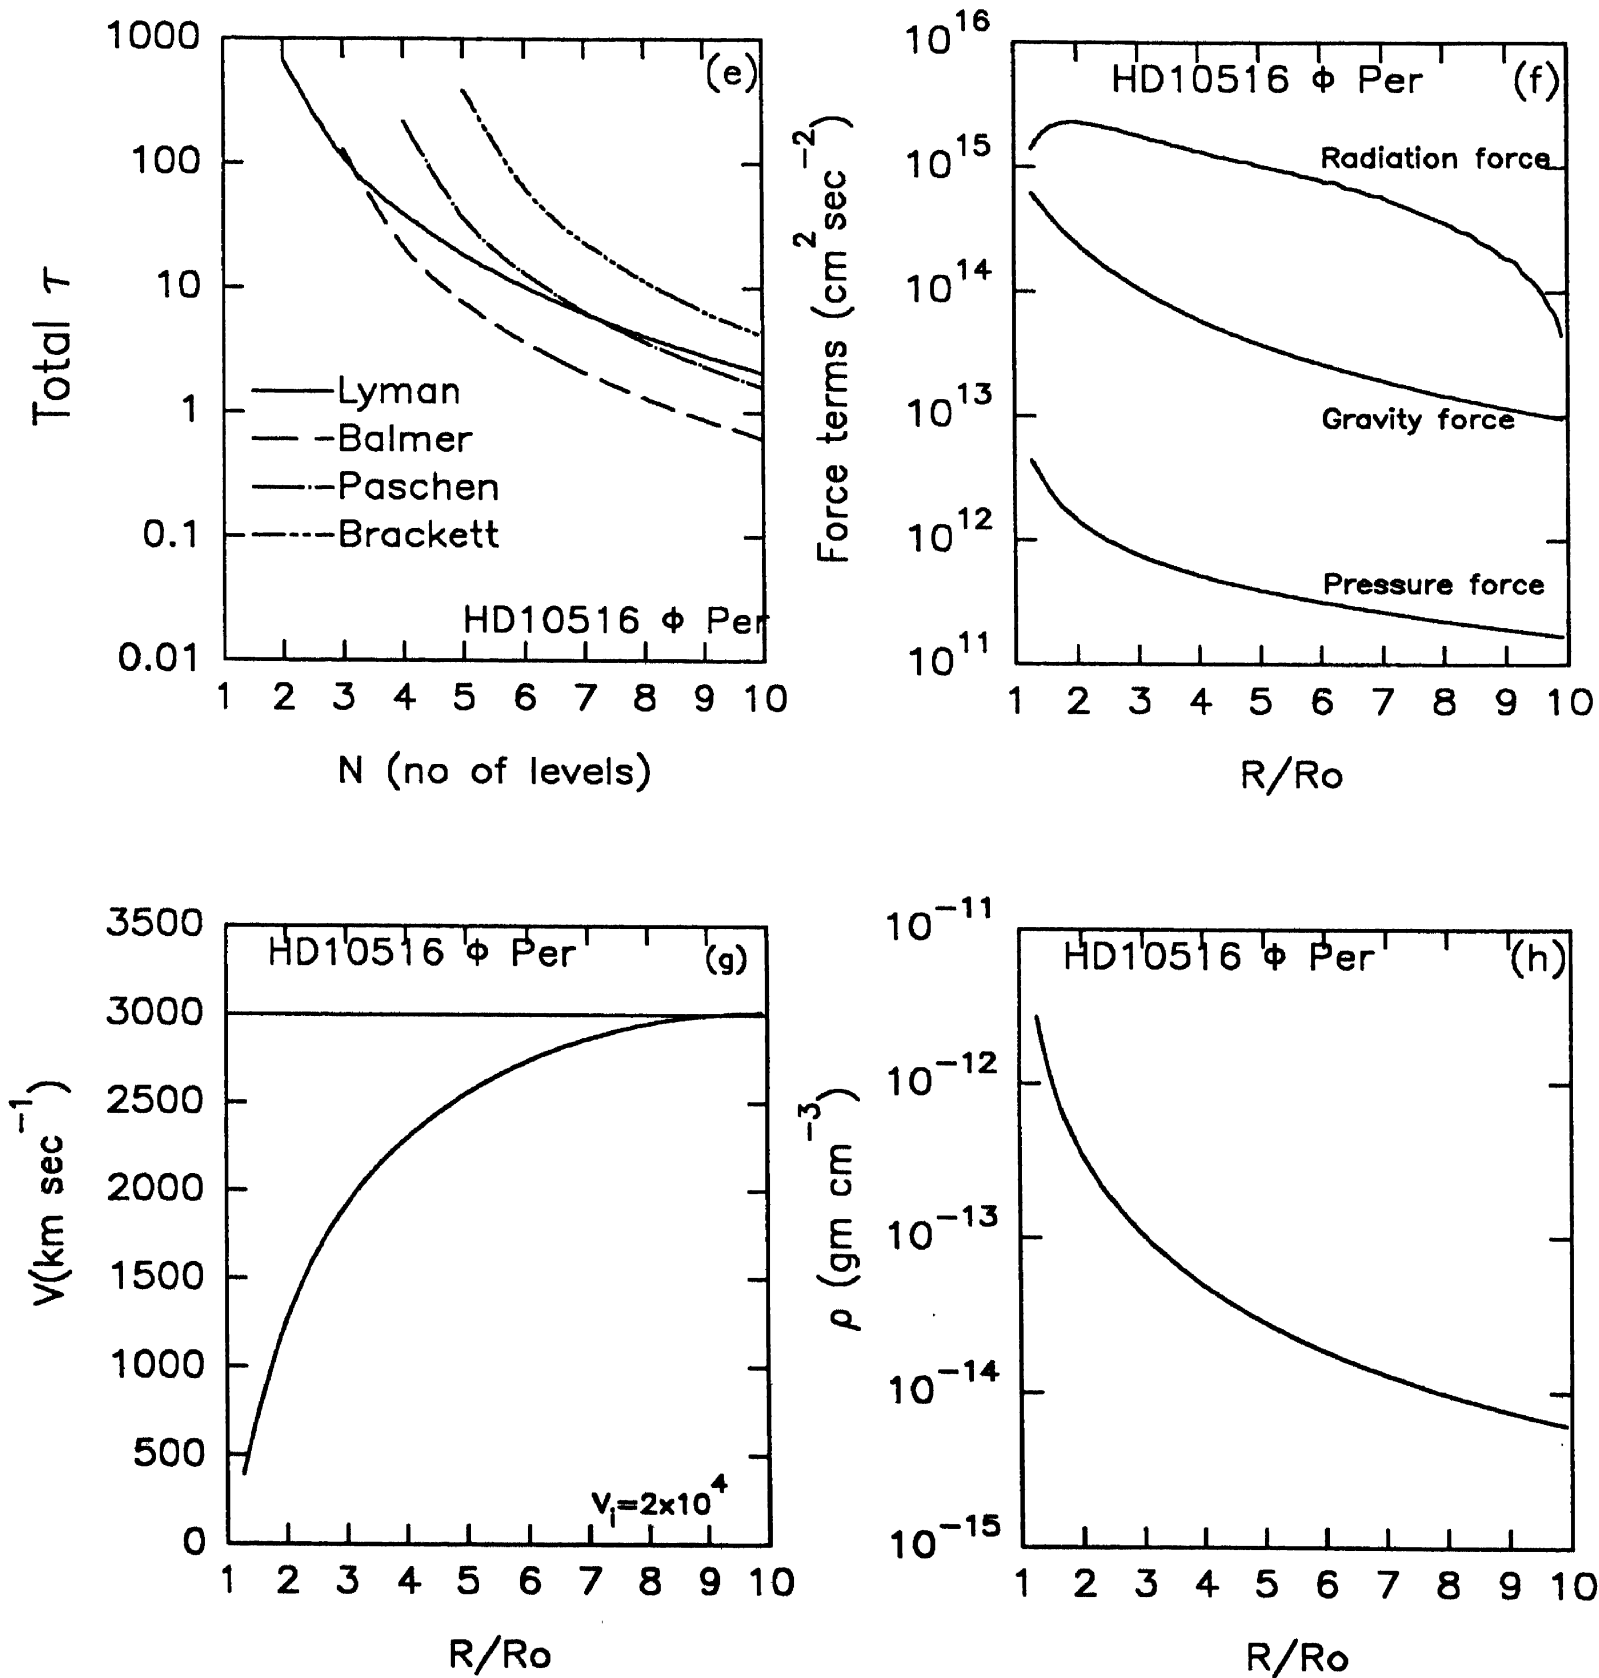 (e)
1000
100
10
1
0.1
0.01
Total τ
Lyman
Balmer
Paschen
Brackett
HD10516 Φ Per
1 2 3 4 5 6 7 8 9 10
N (no of levels)
HD10516 Φ Per (f)
10^16
10^15
10^14
10^13
10^12
10^11
Force terms (cm^2 sec^-2)
Radiation force
Gravity force
Pressure force
1 2 3 4 5 6 7 8 9 10
R/Ro
HD10516 Φ Per (g)
3500
3000
2500
2000
1500
1000
500
0
V(km sec^-1)
V_i=2x10^4
1 2 3 4 5 6 7 8 9 10
R/Ro
HD10516 Φ Per (h)
10^-11
10^-12
10^-13
10^-14
10^-15
ρ (gm cm^-3)
1 2 3 4 5 6 7 8 9 10
R/Ro